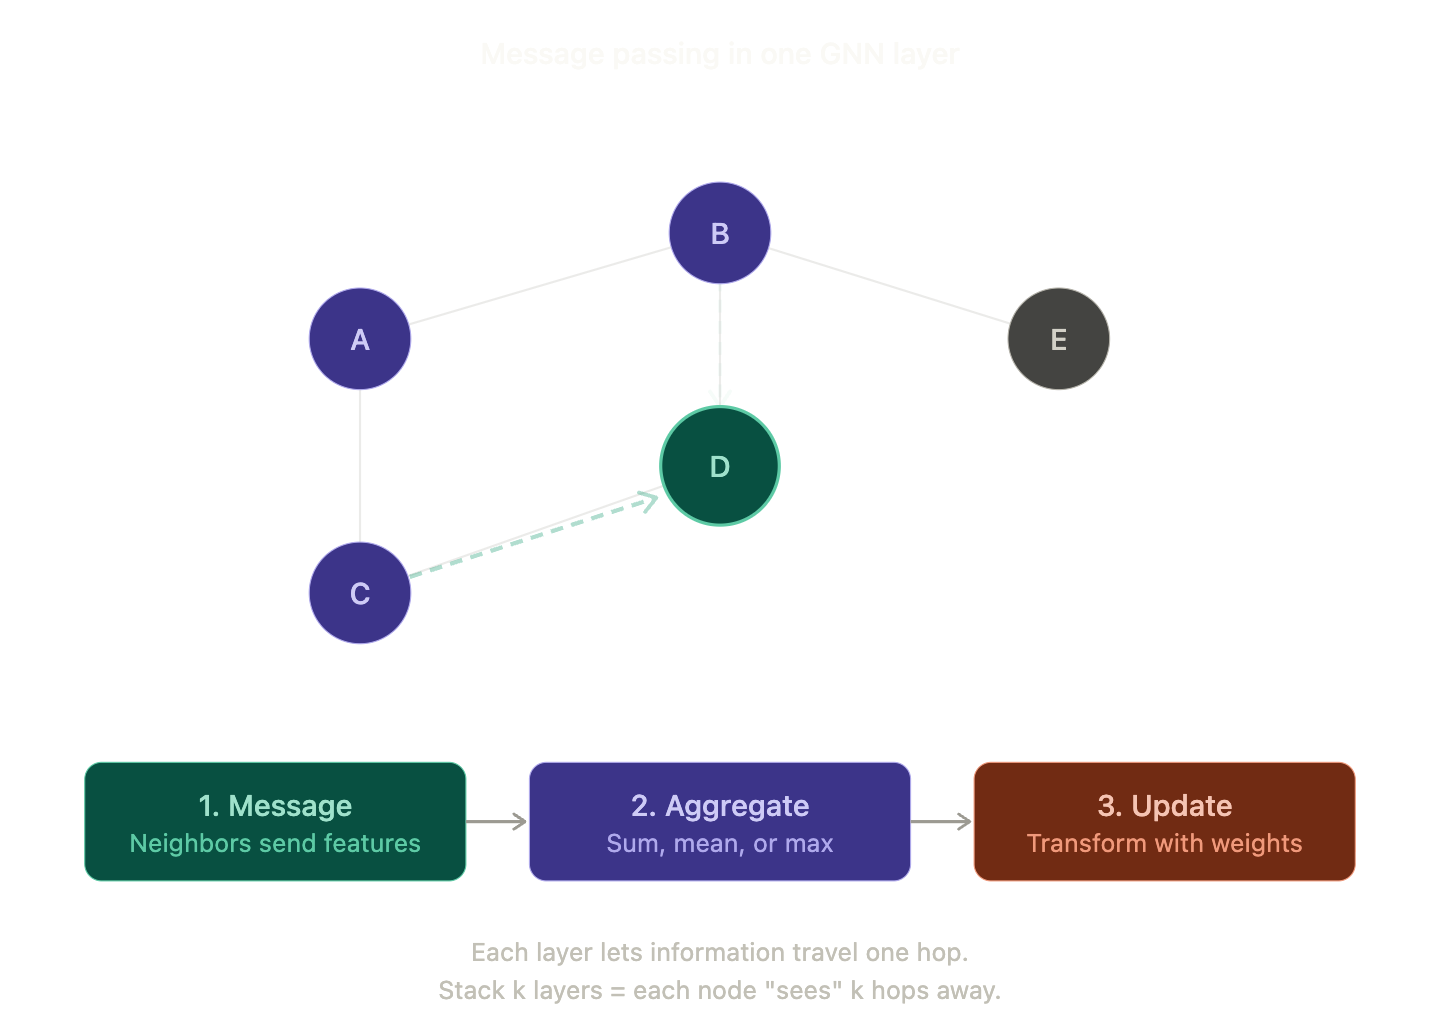 Message passing in one GNN layer
B
A
E
D
C
1. Message
Neighbors send features
2. Aggregate
Sum, mean, or max
3. Update
Transform with weights
Each layer lets information travel one hop.
Stack k layers = each node "sees" k hops away.